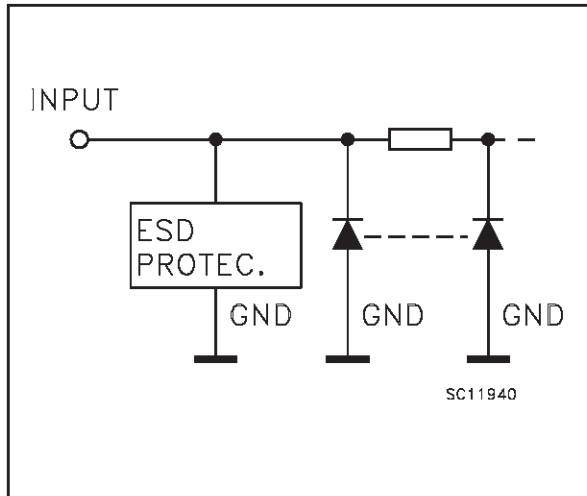 INPUT
ESD
PROTEC.
GND
GND
GND
SC11940